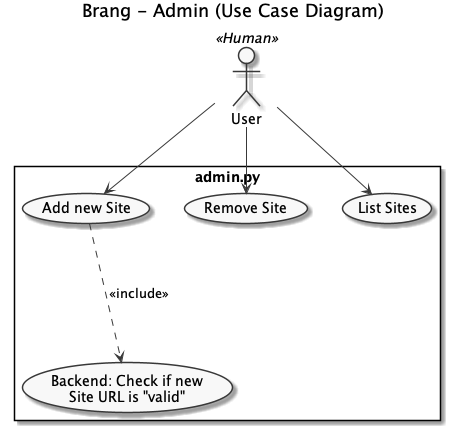 Brang - Admin (Use Case Diagram)
«Human»
User
admin.py
Add new Site
Remove Site
List Sites
«include»
Backend: Check if new
Site URL is "valid"